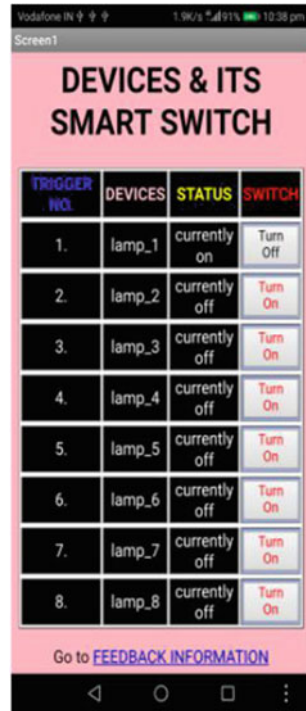 Vodafone IN 1.9K/s 91% 10:38 pm
Screen1
DEVICES & ITS
SMART SWITCH
TRIGGER NO. DEVICES STATUS SWITCH
1. lamp_1 currently on Turn Off
2. lamp_2 currently off Turn On
3. lamp_3 currently off Turn On
4. lamp_4 currently off Turn On
5. lamp_5 currently off Turn On
6. lamp_6 currently off Turn On
7. lamp_7 currently off Turn On
8. lamp_8 currently off Turn On
Go to FEEDBACK INFORMATION